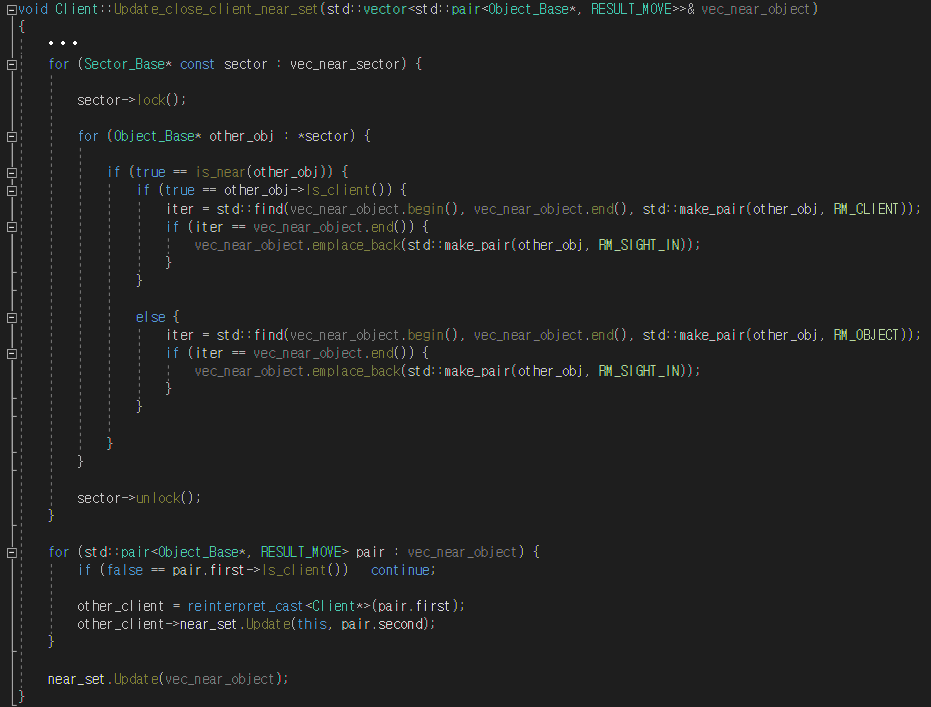 void Client::Update_close_client_near_set(std::vector<std::pair<Object_Base*, RESULT_MOVE>>& vec_near_object)
{
...
for (Sector_Base* const sector : vec_near_sector) {
sector->lock();
for (Object_Base* other_obj : *sector) {
if (true == is_near(other_obj)) {
if (true == other_obj->Is_client()) {
iter = std::find(vec_near_object.begin(), vec_near_object.end(), std::make_pair(other_obj, RM_CLIENT));
if (iter == vec_near_object.end()) {
vec_near_object.emplace_back(std::make_pair(other_obj, RM_SIGHT_IN));
}
}
else {
iter = std::find(vec_near_object.begin(), vec_near_object.end(), std::make_pair(other_obj, RM_OBJECT));
if (iter == vec_near_object.end()) {
vec_near_object.emplace_back(std::make_pair(other_obj, RM_SIGHT_IN));
}
}
}
}
sector->unlock();
}
for (std::pair<Object_Base*, RESULT_MOVE> pair : vec_near_object) {
if (false == pair.first->Is_client()) continue;
other_client = reinterpret_cast<Client*>(pair.first);
other_client->near_set.Update(this, pair.second);
}
near_set.Update(vec_near_object);
}